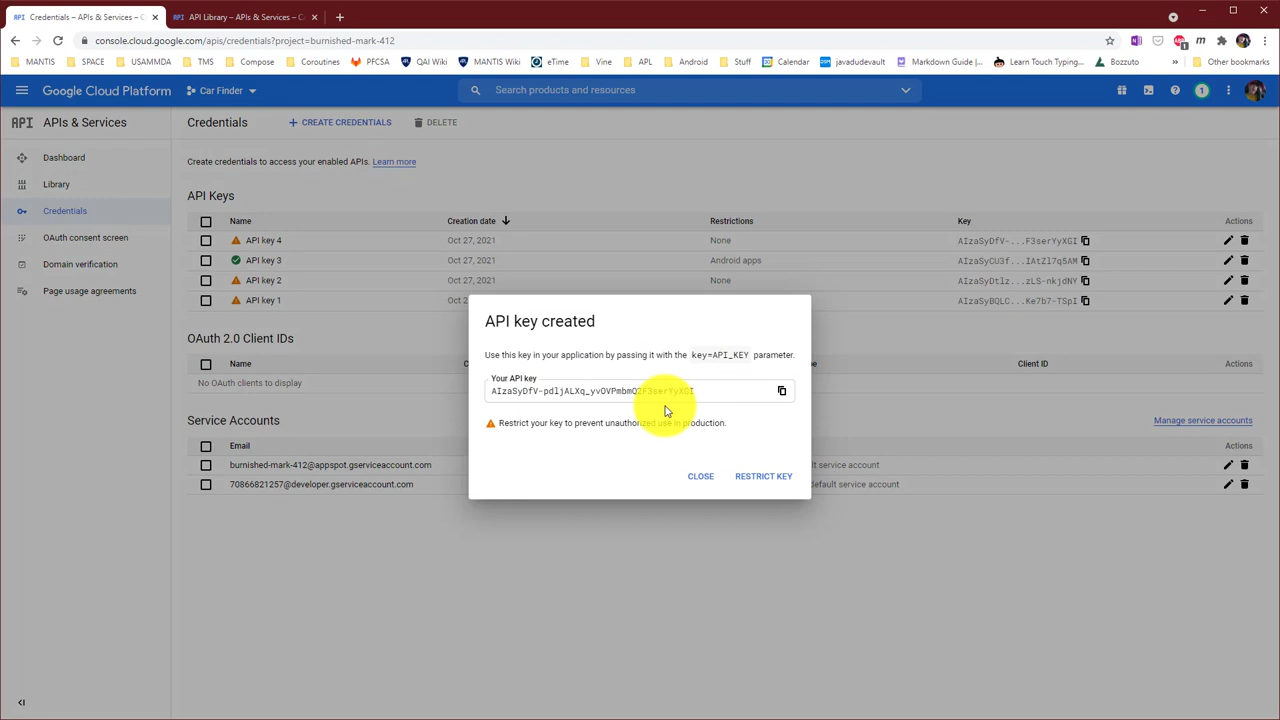 Credentials – APIs & Services – C
API Library – APIs & Services – C
console.cloud.google.com/apis/credentials?project=burnished-mark-412
MANTIS SPACE USAMMDA TMS Compose Coroutines PFCSA QAI Wiki MANTIS Wiki eTime Vine APL Android Stuff Calendar javadudevault Markdown Guide |... Learn Touch Typing... Bozzuto » Other bookmarks
Google Cloud Platform Car Finder Search products and resources 1
API APIs & Services
Credentials + CREATE CREDENTIALS DELETE
Dashboard
Library
Credentials
OAuth consent screen
Domain verification
Page usage agreements
Create credentials to access your enabled APIs. Learn more
API Keys
Name Creation date Restrictions Key Actions
API key 4 Oct 27, 2021 None AIzaSyDfV-...F3serYyXGI
API key 3 Oct 27, 2021 Android apps AIzaSyCU3f...IAtZl7q5AM
API key 2 Oct 27, 2021 None AIzaSyDtlz...zLS-nkjdNY
API key 1 Oct 2 AIzaSyBQLC...Ke7b7-TSpI
OAuth 2.0 Client IDs
Name Client ID Actions
No OAuth clients to display
Service Accounts Manage service accounts
Email Actions
burnished-mark-412@appspot.gserviceaccount.com lt service account
70866821257@developer.gserviceaccount.com default service account
API key created
Use this key in your application by passing it with the key=API_KEY parameter.
Your API key
AIzaSyDfV-pdljALXq_yvOVPmbmQ2F3serYyXGI
Restrict your key to prevent unauthorized use in production.
CLOSE RESTRICT KEY